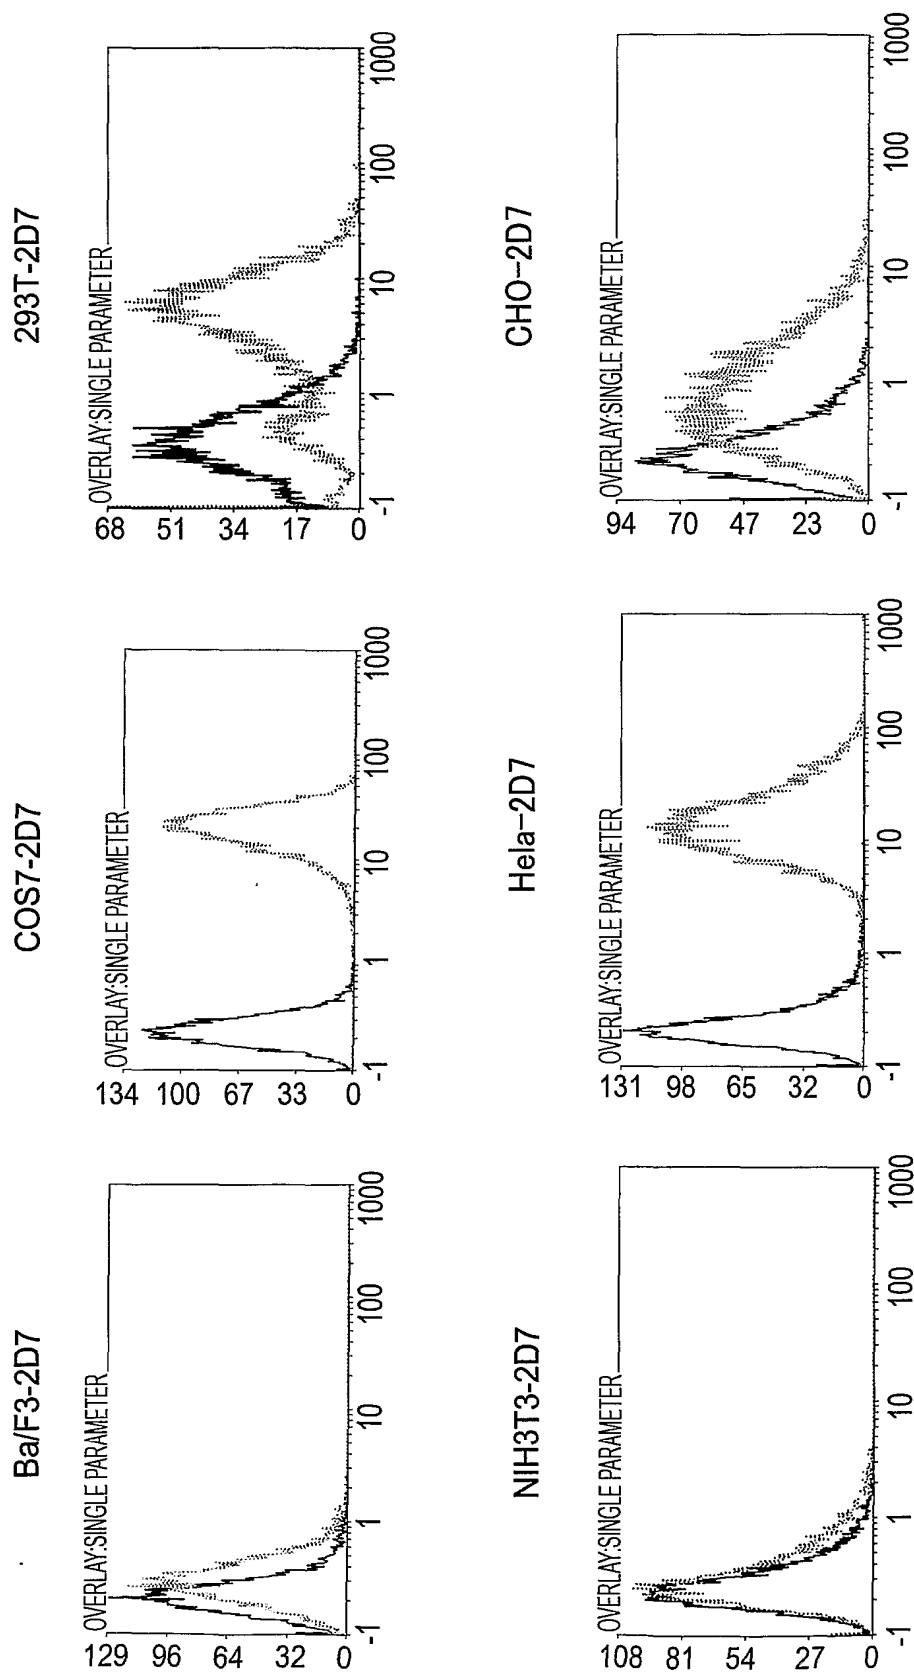 Ba/F3-2D7
OVERLAY:SINGLE PARAMETER
129
96
64
32
0
-1 1 10 100 1000
COS7-2D7
OVERLAY:SINGLE PARAMETER
134
100
67
33
0
-1 1 10 100 1000
293T-2D7
OVERLAY:SINGLE PARAMETER
68
51
34
17
0
-1 1 10 100 1000
NIH3T3-2D7
OVERLAY:SINGLE PARAMETER
108
81
54
27
0
-1 1 10 100 1000
Hela-2D7
OVERLAY:SINGLE PARAMETER
131
98
65
32
0
-1 1 10 100 1000
CHO-2D7
OVERLAY:SINGLE PARAMETER
94
70
47
23
0
-1 1 10 100 1000